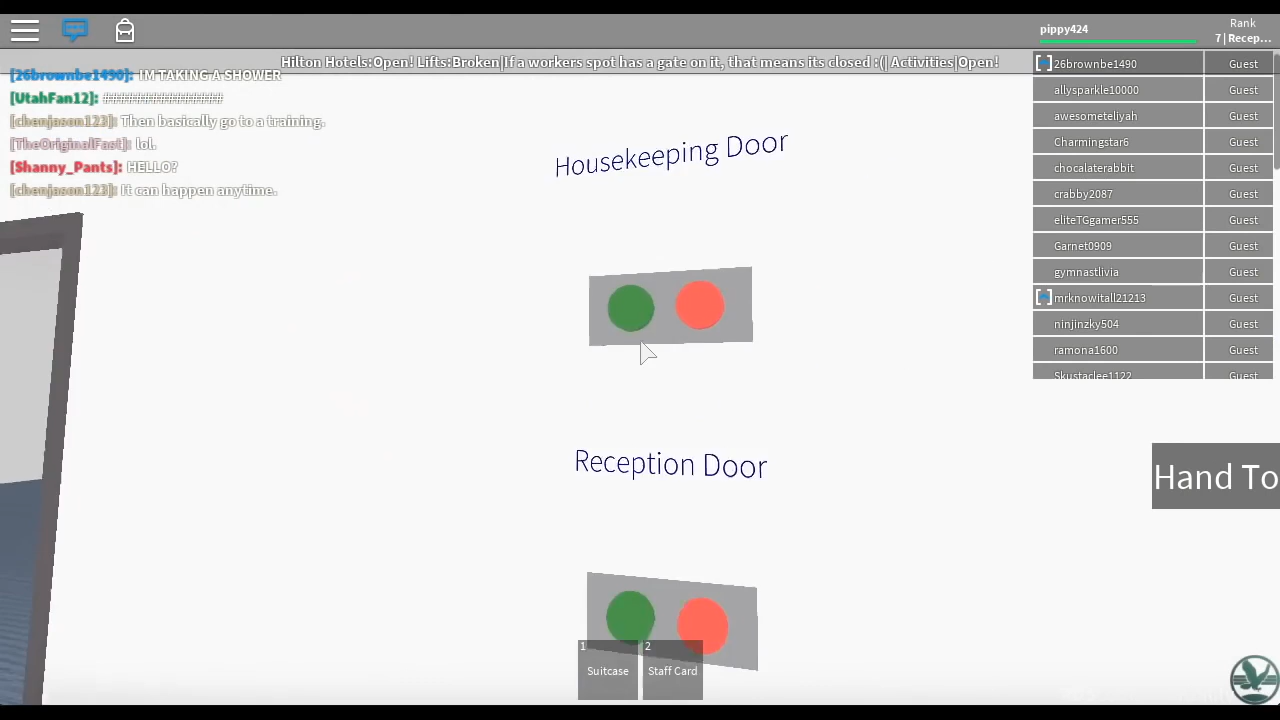 pippy424
Rank
7 | Recep...
Hilton Hotels:Open! Lifts:Broken|If a workers spot has a gate on it, that means its closed :(| Activities|Open!
[26brownbe1490]: IM TAKING A SHOWER
[UtahFan12]: ################
[chenjason123]: Then basically go to a training.
[TheOriginalFast]: lol.
[Shanny_Pants]: HELLO?
[chenjason123]: It can happen anytime.
26brownbe1490 Guest
allysparkle10000 Guest
awesometeliyah Guest
Charmingstar6 Guest
chocalaterabbit Guest
crabby2087 Guest
eliteTGgamer555 Guest
Garnet0909 Guest
gymnastlivia Guest
mrknowitall21213 Guest
ninjinzky504 Guest
ramona1600 Guest
Skustaclee1122 Guest
Housekeeping Door
Reception Door
Hand To
1
Suitcase
2
Staff Card